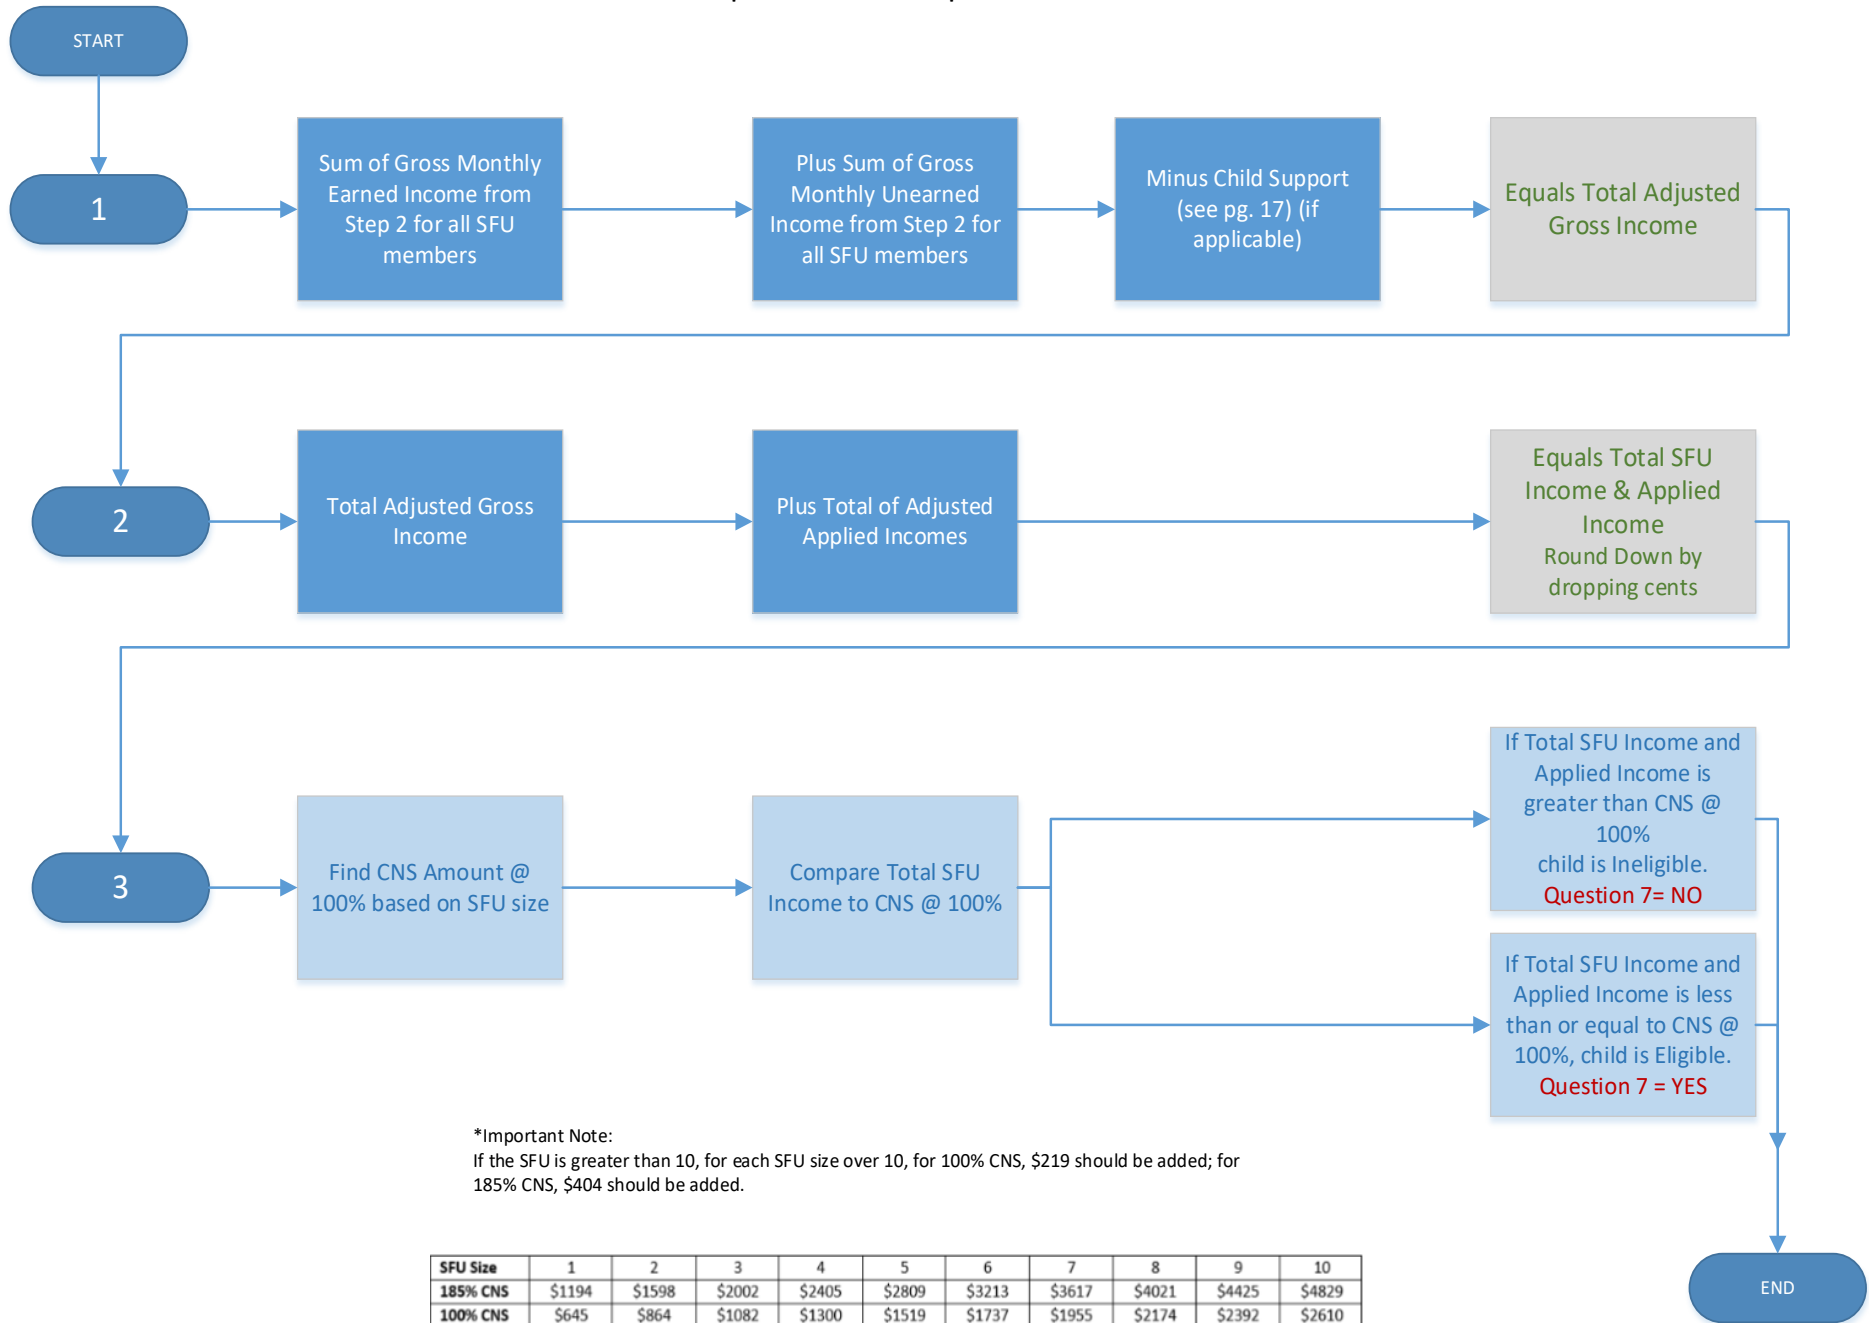 START
1
Sum of Gross Monthly
Earned Income from
Step 2 for all SFU
members
Plus Sum of Gross
Monthly Unearned
Income from Step 2 for
all SFU members
Minus Child Support
(see pg. 17) (if
applicable)
Equals Total Adjusted
Gross Income
2
Total Adjusted Gross
Income
Plus Total of Adjusted
Applied Incomes
Equals Total SFU
Income & Applied
Income
Round Down by
dropping cents
3
Find CNS Amount @
100% based on SFU size
Compare Total SFU
Income to CNS @ 100%
If Total SFU Income and
Applied Income is
greater than CNS @
100%
child is Ineligible.
Question 7= NO
If Total SFU Income and
Applied Income is less
than or equal to CNS @
100%, child is Eligible.
Question 7 = YES
*Important Note:
If the SFU is greater than 10, for each SFU size over 10, for 100% CNS, $219 should be added; for
185% CNS, $404 should be added.
SFU Size 1 2 3 4 5 6 7 8 9 10
185% CNS $1194 $1598 $2002 $2405 $2809 $3213 $3617 $4021 $4425 $4829
100% CNS $645 $864 $1082 $1300 $1519 $1737 $1955 $2174 $2392 $2610
END